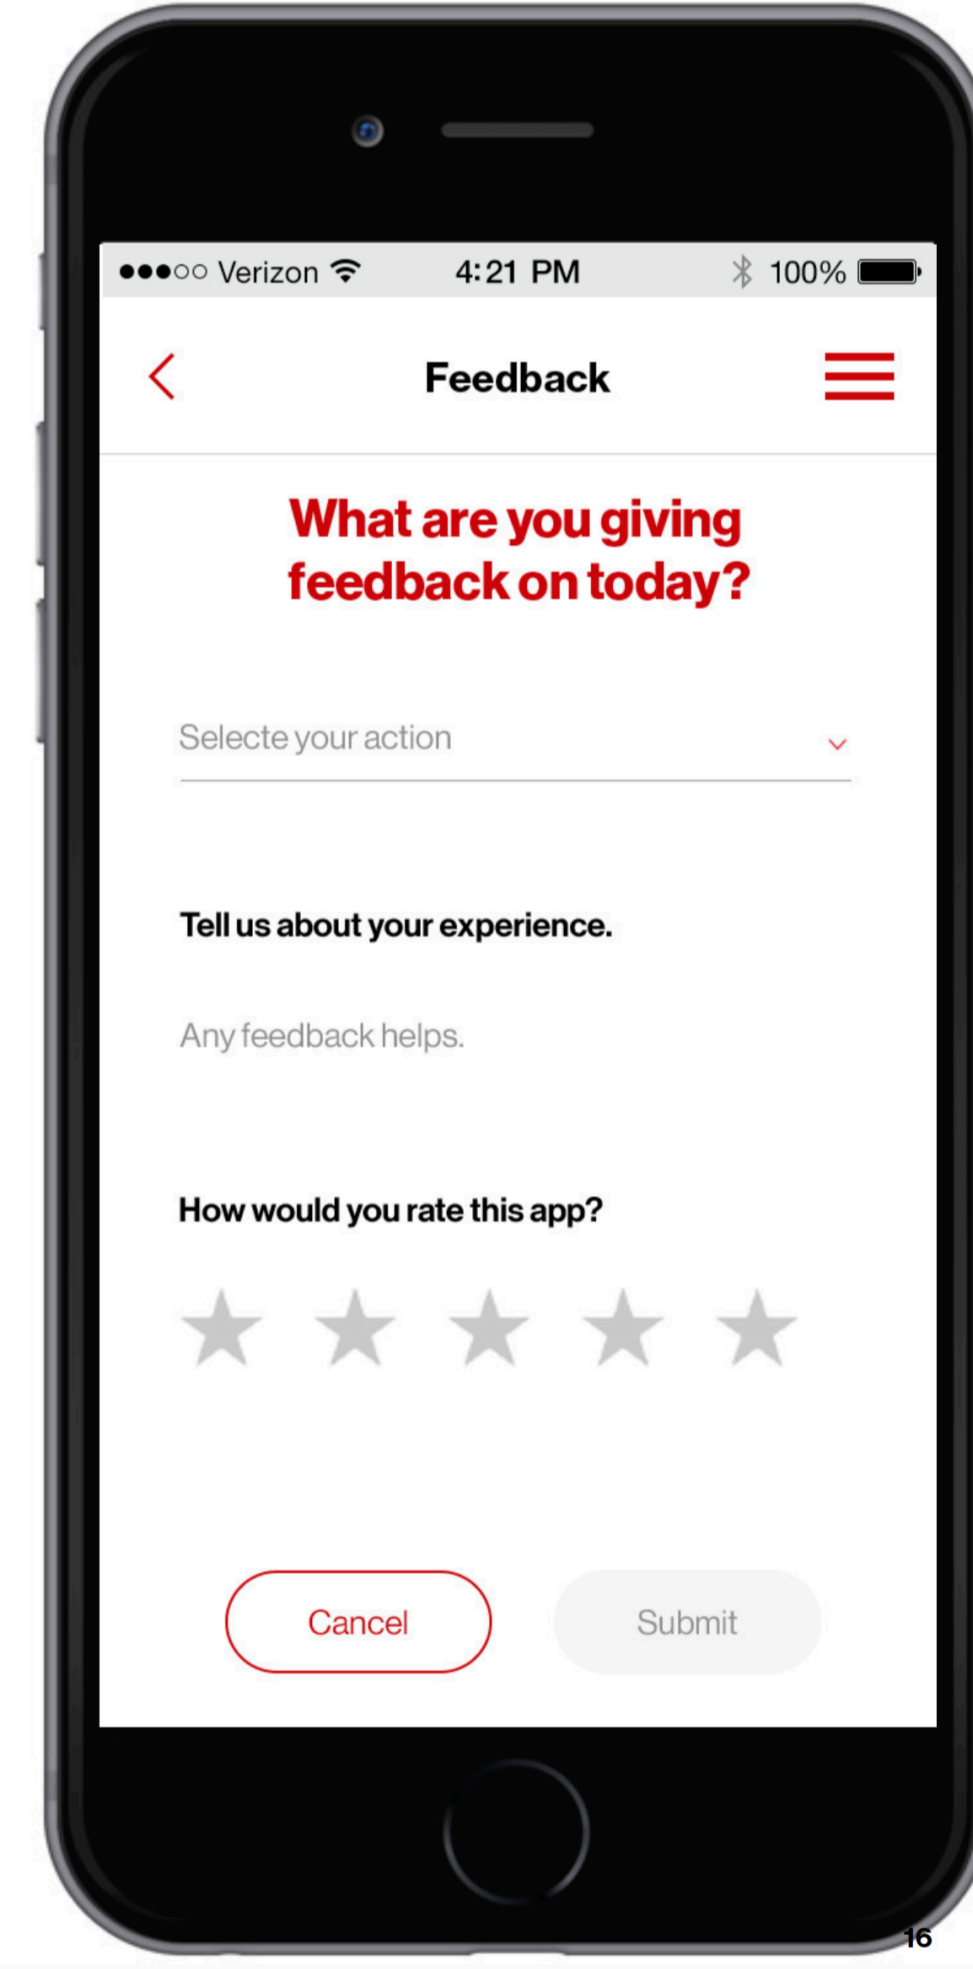 Verizon 4:21 PM 100%
Feedback
What are you giving
feedback on today?
Selecte your action
Tell us about your experience.
Any feedback helps.
How would you rate this app?
Cancel Submit
16